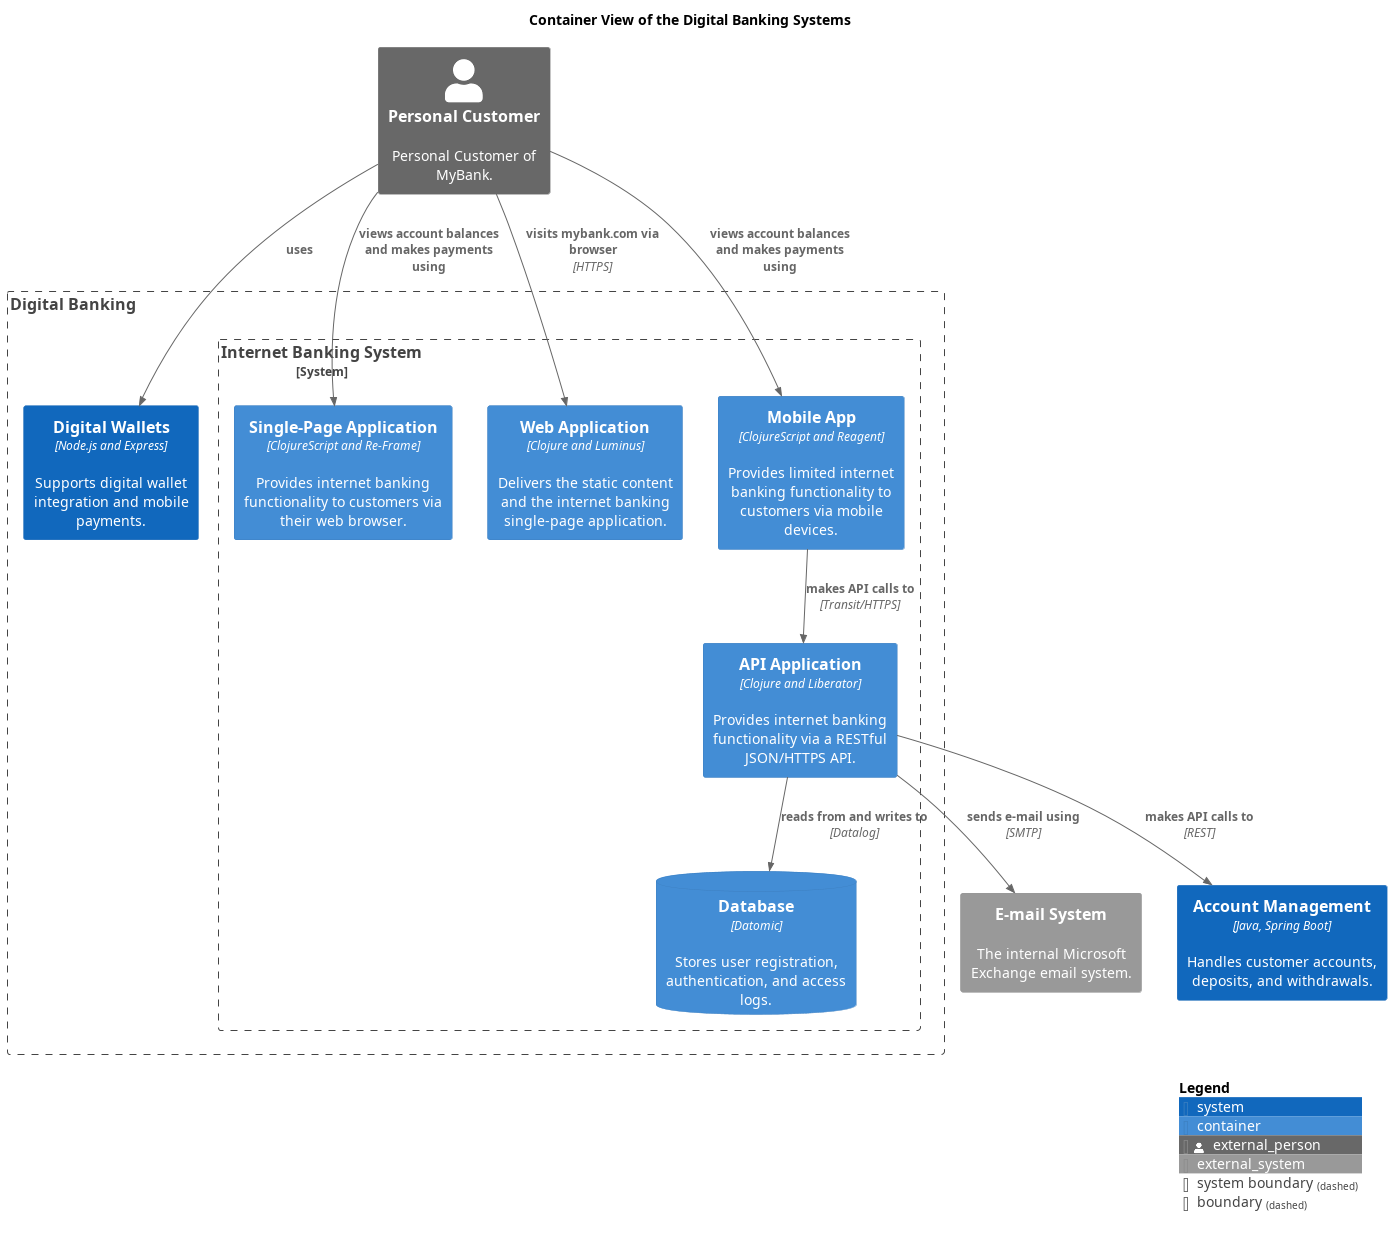 Container View of the Digital Banking Systems
Personal Customer
Personal Customer of
MyBank.
uses
views account balances
and makes payments
using
visits mybank.com via
browser
[HTTPS]
views account balances
and makes payments
using
Digital Banking
Internet Banking System
[System]
Digital Wallets
[Node.js and Express]
Supports digital wallet
integration and mobile
payments.
Single-Page Application
[ClojureScript and Re-Frame]
Provides internet banking
functionality to customers via
their web browser.
Web Application
[Clojure and Luminus]
Delivers the static content
and the internet banking
single-page application.
Mobile App
[ClojureScript and Reagent]
Provides limited internet
banking functionality to
customers via mobile
devices.
makes API calls to
[Transit/HTTPS]
API Application
[Clojure and Liberator]
Provides internet banking
functionality via a RESTful
JSON/HTTPS API.
reads from and writes to
[Datalog]
sends e-mail using
[SMTP]
makes API calls to
[REST]
Database
[Datomic]
Stores user registration,
authentication, and access
logs.
E-mail System
The internal Microsoft
Exchange email system.
Account Management
[Java, Spring Boot]
Handles customer accounts,
deposits, and withdrawals.
Legend
system
container
external_person
external_system
system boundary (dashed)
boundary (dashed)